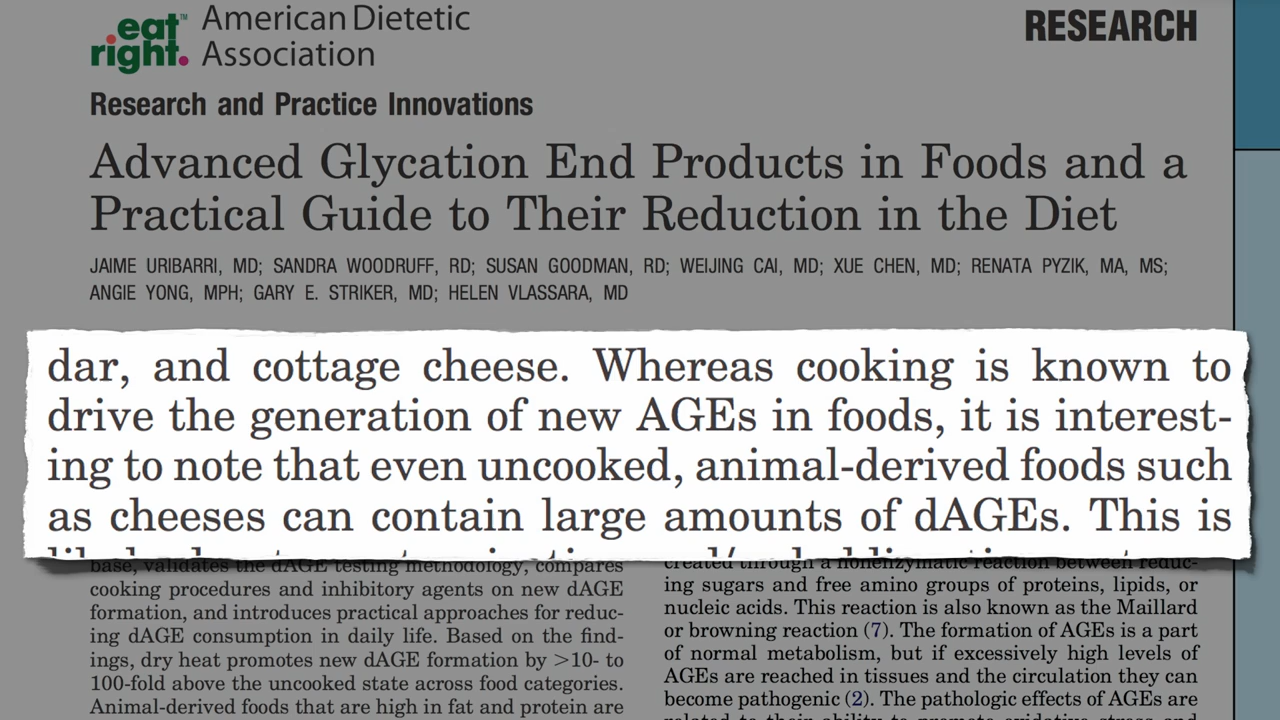 eat right.™
American Dietetic
Association
RESEARCH
Research and Practice Innovations
Advanced Glycation End Products in Foods and a
Practical Guide to Their Reduction in the Diet
JAIME URIBARRI, MD; SANDRA WOODRUFF, RD; SUSAN GOODMAN, RD; WEIJING CAI, MD; XUE CHEN, MD; RENATA PYZIK, MA, MS;
ANGIE YONG, MPH; GARY E. STRIKER, MD; HELEN VLASSARA, MD
dar, and cottage cheese. Whereas cooking is known to
drive the generation of new AGEs in foods, it is interest-
ing to note that even uncooked, animal-derived foods such
as cheeses can contain large amounts of dAGEs. This is
base, validates the dAGE testing methodology, compares
cooking procedures and inhibitory agents on new dAGE
formation, and introduces practical approaches for reduc-
ing dAGE consumption in daily life. Based on the find-
ings, dry heat promotes new dAGE formation by >10- to
100-fold above the uncooked state across food categories.
Animal-derived foods that are high in fat and protein are
created through a nonenzymatic reaction between reduc-
ing sugars and free amino groups of proteins, lipids, or
nucleic acids. This reaction is also known as the Maillard
or browning reaction (7). The formation of AGEs is a part
of normal metabolism, but if excessively high levels of
AGEs are reached in tissues and the circulation they can
become pathogenic (2). The pathologic effects of AGEs are